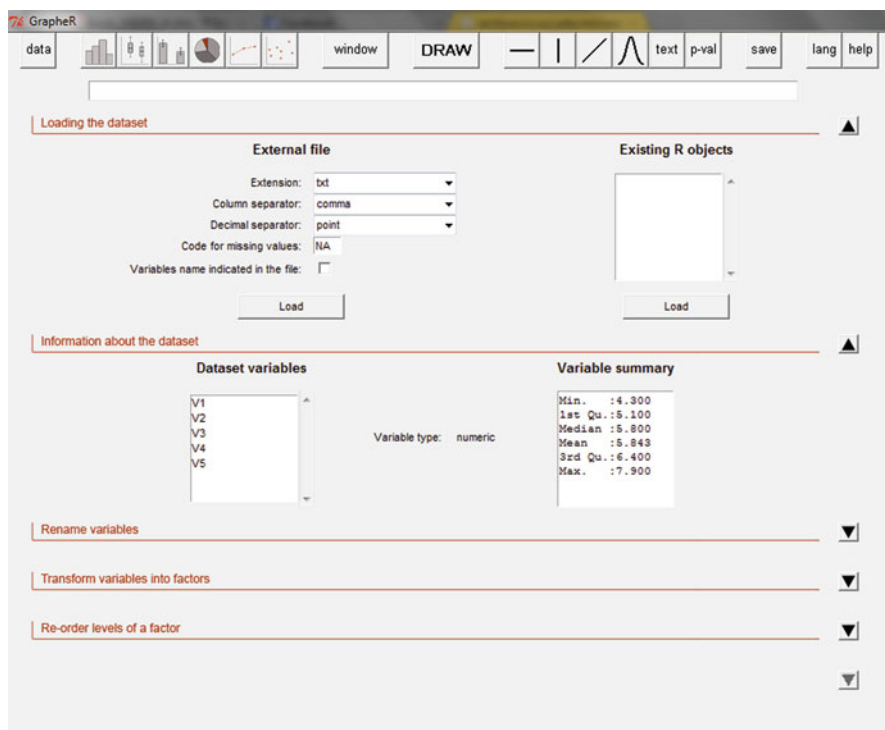 GrapheR
data window DRAW text p-val save lang help
Loading the dataset
External file
Existing R objects
Extension: txt
Column separator: comma
Decimal separator: point
Code for missing values: NA
Variables name indicated in the file:
Load
Load
Information about the dataset
Dataset variables
Variable summary
V1
V2
V3
V4
V5
Variable type: numeric
Min. :4.300
1st Qu.:5.100
Median :5.800
Mean :5.843
3rd Qu.:6.400
Max. :7.900
Rename variables
Transform variables into factors
Re-order levels of a factor